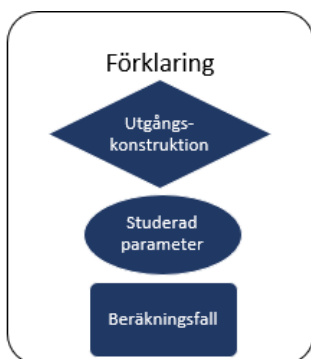 Förklaring
Utgångs-
konstruktion
Studerad
parameter
Beräkningsfall